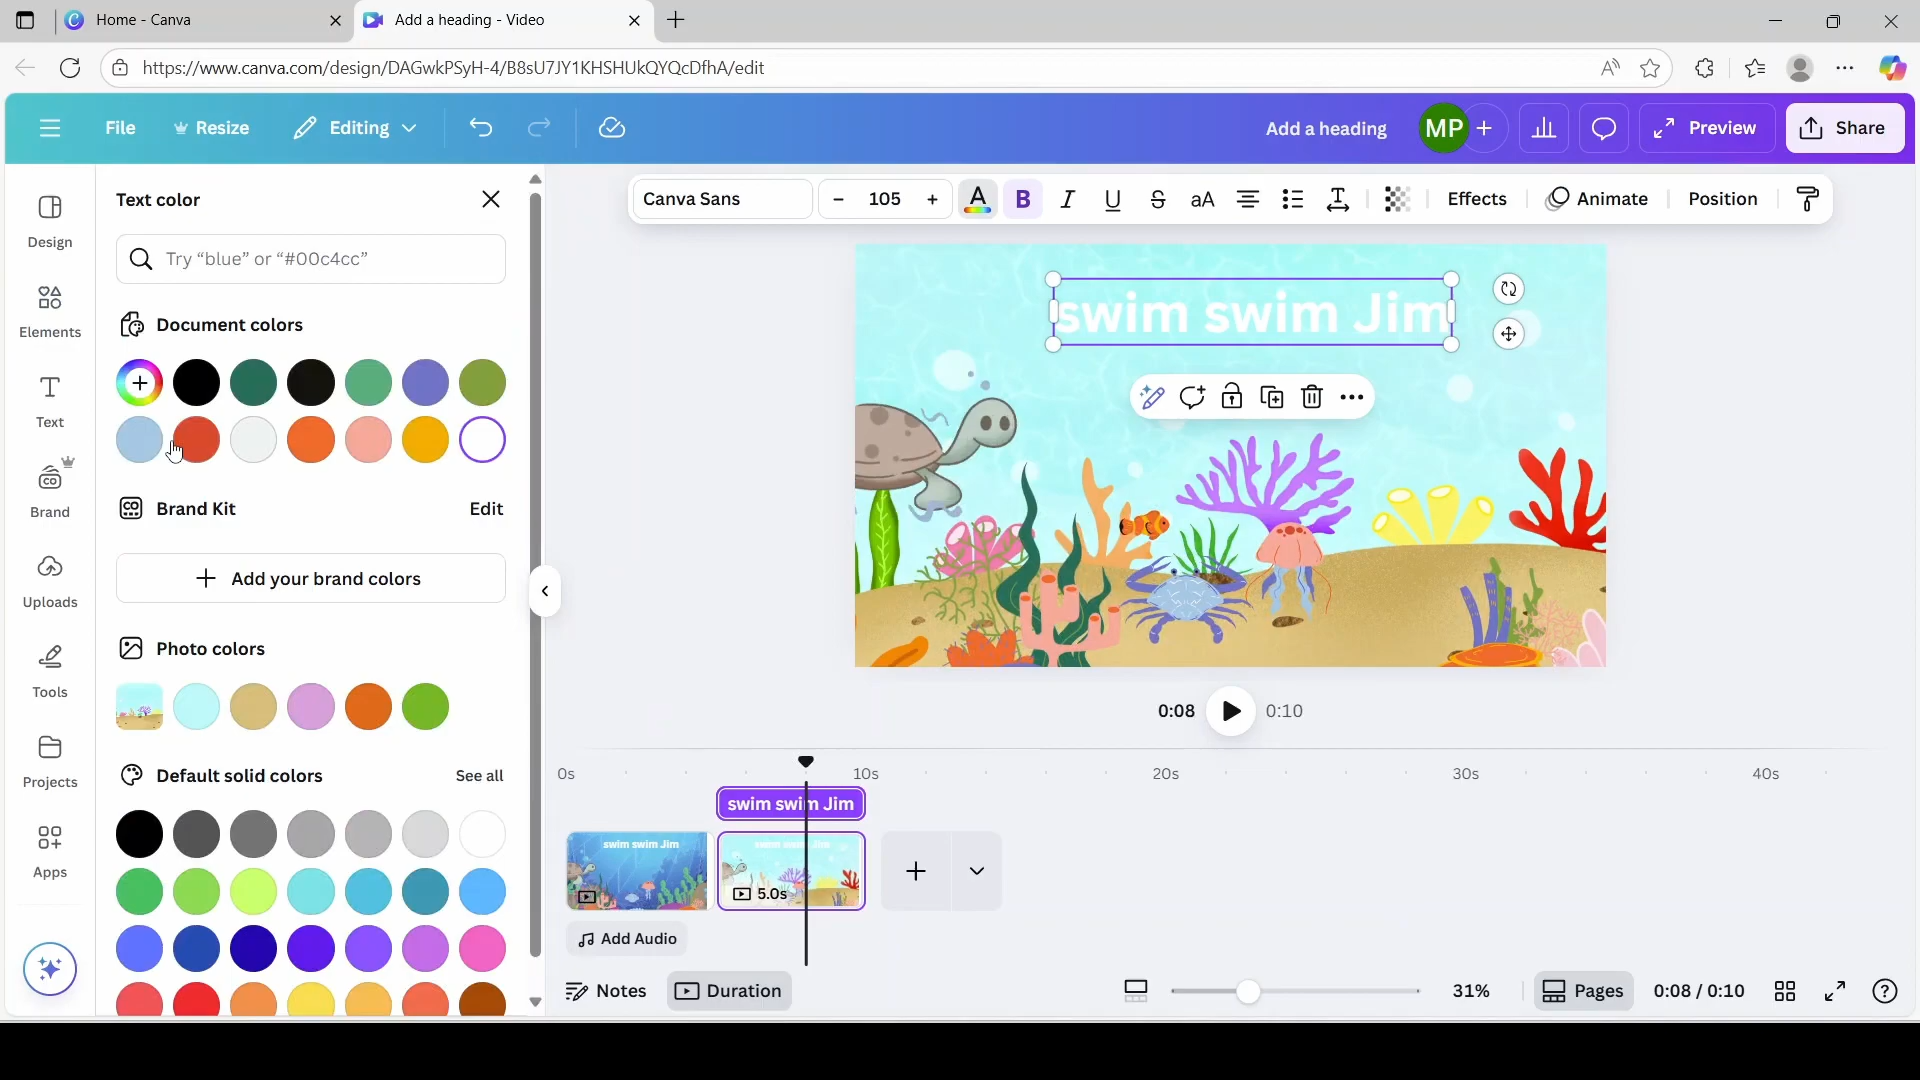 Home - Canva
Add a heading - Video
https://www.canva.com/design/DAGwkPSyH-4/B8sU7JY1KHSHUkQYQcDfhA/edit
File
Resize
Editing
Add a heading
MP
Preview
Share
Design
Elements
Text
Brand
Uploads
Tools
Projects
Apps
Text color
Try “blue” or “#00c4cc”
Document colors
Brand Kit
Edit
Add your brand colors
Photo colors
Default solid colors
See all
Canva Sans
– 105 +
A B I U S aA
Effects
Animate
Position
swim swim Jim
0:08
0:10
0s
10s
20s
30s
40s
swim swim Jim
swim swim Jim
swim swim Jim
5.0s
Add Audio
Notes
Duration
31%
Pages
0:08 / 0:10